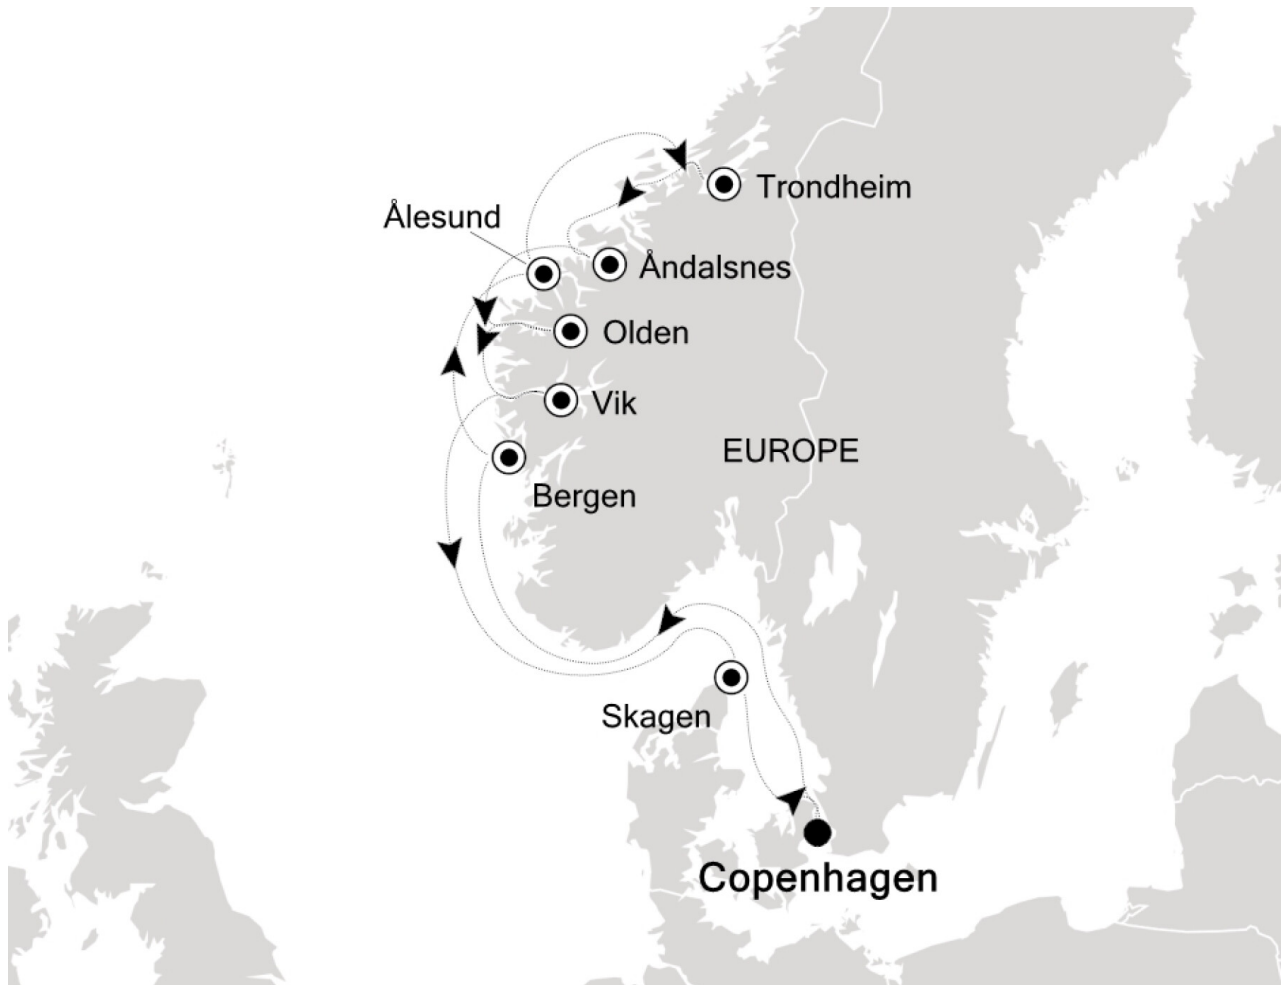 Trondheim
Ålesund
Åndalsnes
Olden
Vik
EUROPE
Bergen
Skagen
Copenhagen